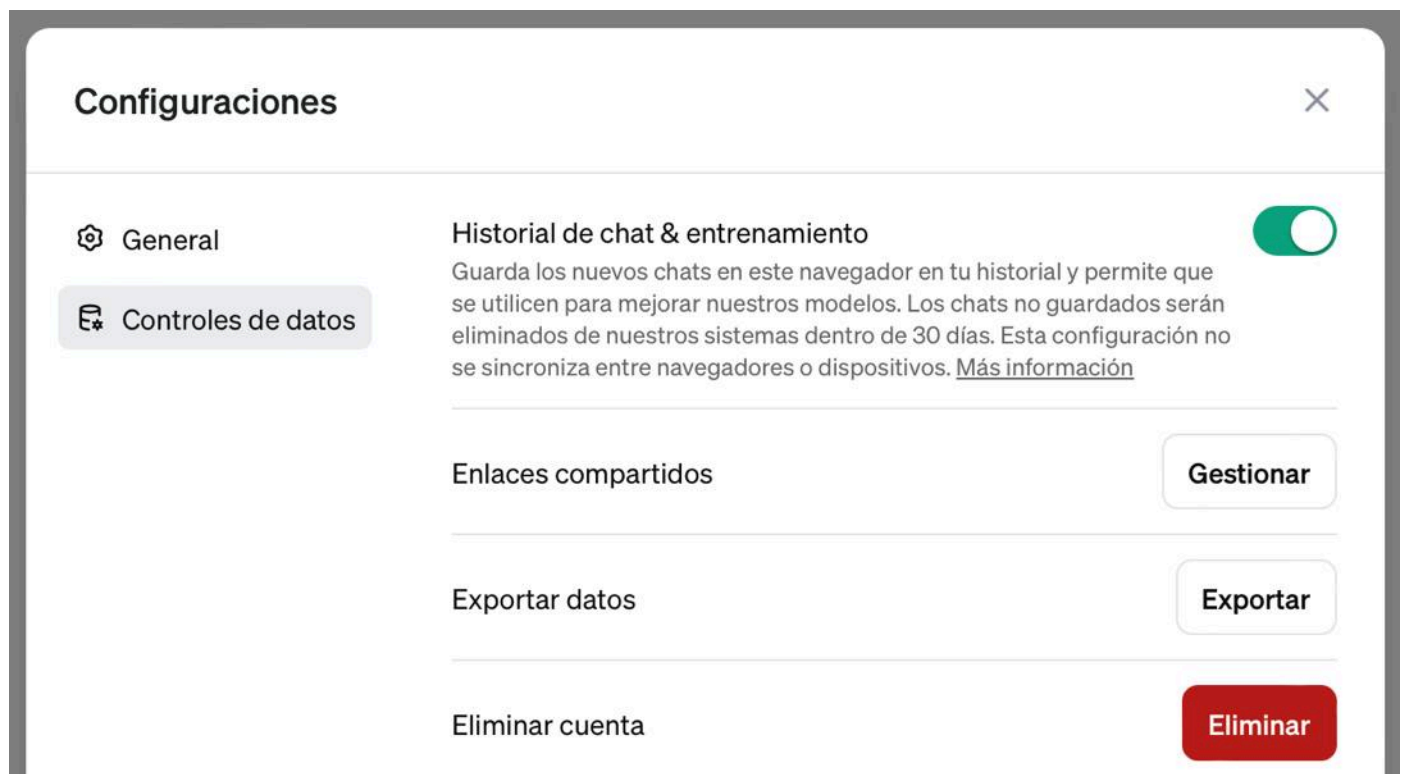 Configuraciones
General
Controles de datos
Historial de chat & entrenamiento
Guarda los nuevos chats en este navegador en tu historial y permite que
se utilicen para mejorar nuestros modelos. Los chats no guardados serán
eliminados de nuestros sistemas dentro de 30 días. Esta configuración no
se sincroniza entre navegadores o dispositivos. Más información
Enlaces compartidos
Gestionar
Exportar datos
Exportar
Eliminar cuenta
Eliminar